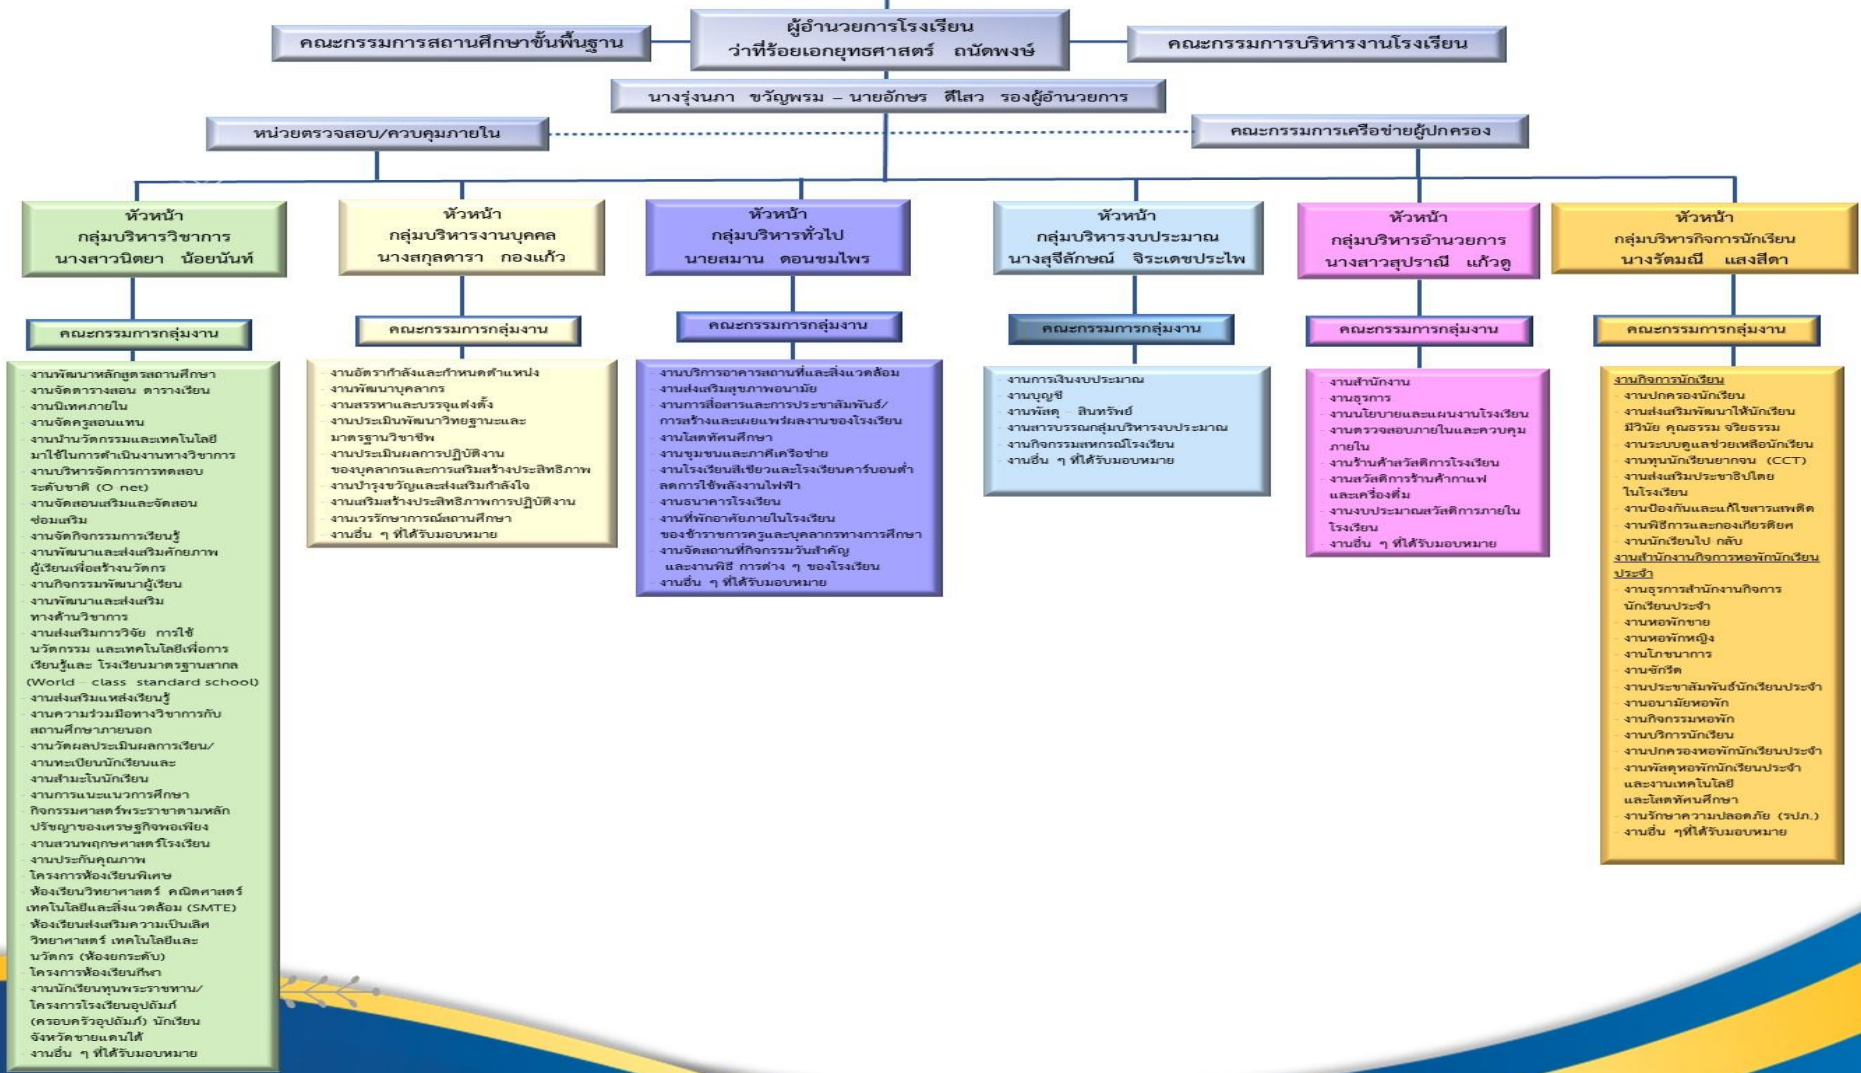 ผู้อำนวยการโรงเรียน
ว่าที่ร้อยเอกยุทธศาสตร์ ถนัดพงษ์
คณะกรรมการสถานศึกษาขั้นพื้นฐาน
คณะกรรมการบริหารงานโรงเรียน
นางรุ่งนภา ขวัญพรม – นายอักษร ดีไสว รองผู้อำนวยการ
หน่วยตรวจสอบ/ควบคุมภายใน
คณะกรรมการเครือข่ายผู้ปกครอง
หัวหน้า
กลุ่มบริหารวิชาการ
นางสาวนิตยา น้อยนันท์
คณะกรรมการกลุ่มงาน
- งานพัฒนาหลักสูตรสถานศึกษา
- งานจัดตารางสอน ตารางเรียน
- งานนิเทศภายใน
- งานจัดครูสอนแทน
- งานนำนวัตกรรมและเทคโนโลยี
มาใช้ในการดำเนินงานทางวิชาการ
- งานบริหารจัดการการทดสอบ
ระดับชาติ (O net)
- งานจัดสอนเสริมและจัดสอน
ซ่อมเสริม
- งานจัดกิจกรรมการเรียนรู้
- งานพัฒนาและส่งเสริมศักยภาพ
ผู้เรียนเพื่อสร้างนวัตกร
- งานกิจกรรมพัฒนาผู้เรียน
- งานพัฒนาและส่งเสริม
ทางด้านวิชาการ
- งานส่งเสริมการวิจัย การใช้
นวัตกรรม และเทคโนโลยีเพื่อการ
เรียนรู้และ โรงเรียนมาตรฐานสากล
(World - class standard school)
- งานส่งเสริมแหล่งเรียนรู้
- งานความร่วมมือทางวิชาการกับ
สถานศึกษาภายนอก
- งานวัดผลประเมินผลการเรียน/
งานทะเบียนนักเรียนและ
งานสำมะโนนักเรียน
- งานการแนะแนวการศึกษา
- กิจกรรมศาสตร์พระราชาตามหลัก
ปรัชญาของเศรษฐกิจพอเพียง
- งานสวนพฤกษศาสตร์โรงเรียน
- งานประกันคุณภาพ
- โครงการห้องเรียนพิเศษ
- ห้องเรียนวิทยาศาสตร์ คณิตศาสตร์
เทคโนโลยีและสิ่งแวดล้อม (SMTE)
- ห้องเรียนส่งเสริมความเป็นเลิศ
วิทยาศาสตร์ เทคโนโลยีและ
นวัตกร (ห้องยกระดับ)
- โครงการห้องเรียนกีฬา
- งานนักเรียนทุนพระราชทาน/
โครงการโรงเรียนอุปถัมภ์
(ครอบครัวอุปถัมภ์) นักเรียน
จังหวัดชายแดนใต้
- งานอื่น ๆ ที่ได้รับมอบหมาย
หัวหน้า
กลุ่มบริหารงานบุคคล
นางสกุลดารา กองแก้ว
คณะกรรมการกลุ่มงาน
- งานอัตรากำลังและกำหนดตำแหน่ง
- งานพัฒนาบุคลากร
- งานสรรหาและบรรจุแต่งตั้ง
- งานประเมินพัฒนาวิทยฐานะและ
มาตรฐานวิชาชีพ
- งานประเมินผลการปฏิบัติงาน
ของบุคลากรและการเสริมสร้างประสิทธิภาพ
- งานบำรุงขวัญและส่งเสริมกำลังใจ
- งานเสริมสร้างประสิทธิภาพการปฏิบัติงาน
- งานเวรรักษาการณ์สถานศึกษา
- งานอื่น ๆ ที่ได้รับมอบหมาย
หัวหน้า
กลุ่มบริหารทั่วไป
นายสมาน ดอนชมไพร
คณะกรรมการกลุ่มงาน
- งานบริการอาคารสถานที่และสิ่งแวดล้อม
- งานส่งเสริมสุขภาพอนามัย
- งานการสื่อสารและการประชาสัมพันธ์/
การสร้างและเผยแพร่ผลงานของโรงเรียน
- งานโสตทัศนศึกษา
- งานชุมชนและภาคีเครือข่าย
- งานโรงเรียนสีเขียวและโรงเรียนคาร์บอนต่ำ
ลดการใช้พลังงานไฟฟ้า
- งานธนาคารโรงเรียน
- งานที่พักอาศัยภายในโรงเรียน
ของข้าราชการครูและบุคลากรทางการศึกษา
- งานจัดสถานที่กิจกรรมวันสำคัญ
และงานพิธี การต่าง ๆ ของโรงเรียน
- งานอื่น ๆ ที่ได้รับมอบหมาย
หัวหน้า
กลุ่มบริหารงบประมาณ
นางสุจีลักษณ์ จิระเดชประไพ
คณะกรรมการกลุ่มงาน
- งานการเงินงบประมาณ
- งานบุญชี
- งานพัสดุ - สินทรัพย์
- งานสารบรรณกลุ่มบริหารงบประมาณ
- งานกิจกรรมสหกรณ์โรงเรียน
- งานอื่น ๆ ที่ได้รับมอบหมาย
หัวหน้า
กลุ่มบริหารอำนวยการ
นางสาวสุปราณี แก้วดู
คณะกรรมการกลุ่มงาน
- งานสำนักงาน
- งานธุรการ
- งานนโยบายและแผนงานโรงเรียน
- งานตรวจสอบภายในและควบคุม
ภายใน
- งานร้านค้าสวัสดิการโรงเรียน
- งานสวัสดิการร้านค้ากาแฟ
และเครื่องดื่ม
- งานงบประมาณสวัสดิการภายใน
โรงเรียน
- งานอื่น ๆ ที่ได้รับมอบหมาย
หัวหน้า
กลุ่มบริหารกิจการนักเรียน
นางรัตมณี แสงสีดา
คณะกรรมการกลุ่มงาน
งานกิจการนักเรียน
- งานปกครองนักเรียน
- งานส่งเสริมพัฒนาให้นักเรียน
มีวินัย คุณธรรม จริยธรรม
- งานระบบดูแลช่วยเหลือนักเรียน
- งานทุนนักเรียนยากจน (CCT)
- งานส่งเสริมประชาธิปไตย
ในโรงเรียน
- งานป้องกันและแก้ไขสารเสพติด
- งานพิธีการและกองเกียรติยศ
- งานนักเรียนไป กลับ
งานสำนักงานกิจการหอพักนักเรียน
ประจำ
- งานธุรการสำนักงานกิจการ
นักเรียนประจำ
- งานหอพักชาย
- งานหอพักหญิง
- งานโภชนาการ
- งานซักรีด
- งานประชาสัมพันธ์นักเรียนประจำ
- งานอนามัยหอพัก
- งานกิจกรรมหอพัก
- งานบริการนักเรียน
- งานปกครองหอพักนักเรียนประจำ
- งานพัสดุหอพักนักเรียนประจำ
และงานเทคโนโลยี
และโสตทัศนศึกษา
- งานรักษาความปลอดภัย (รปภ.)
- งานอื่น ๆที่ได้รับมอบหมาย